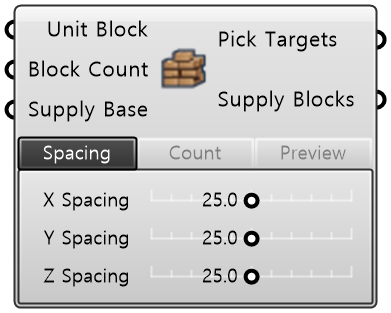 Unit Block
Pick Targets
Block Count
Supply Blocks
Supply Base
Spacing Count Preview
X Spacing 25.0
Y Spacing 25.0
Z Spacing 25.0